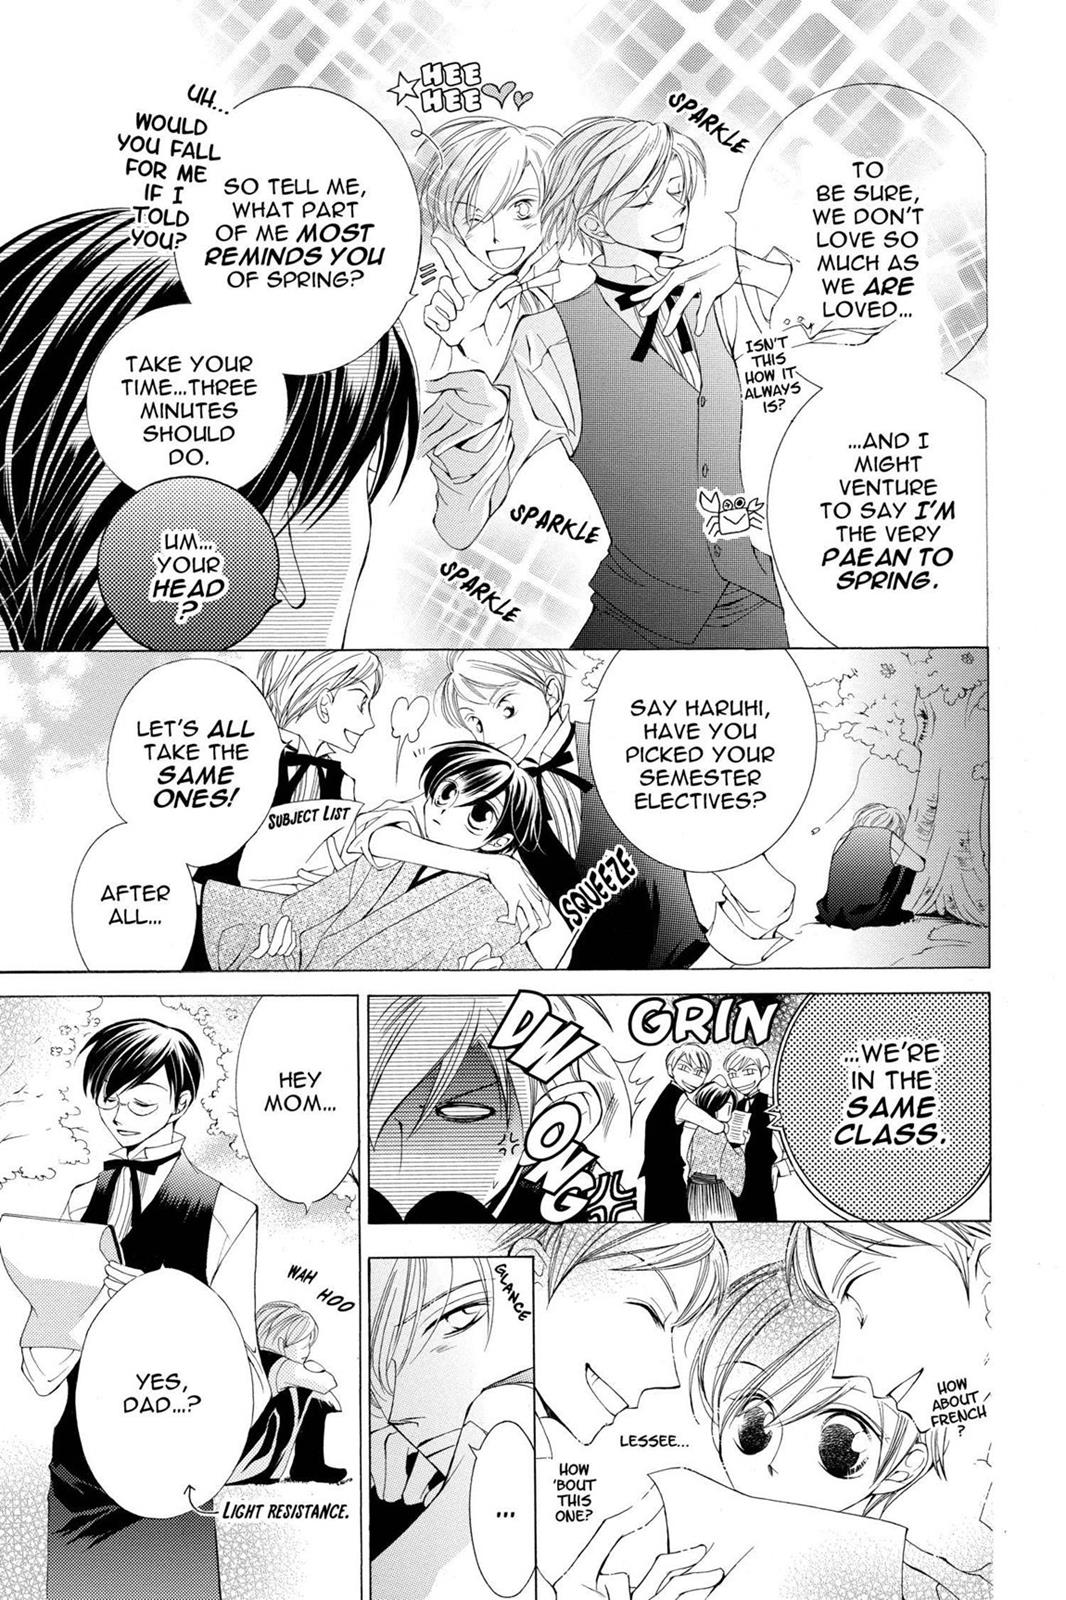 TO
BE SURE,
WE DON'T
LOVE SO
MUCH AS
WE ARE
LOVED...
ISN'T
THIS
HOW IT
ALWAYS
IS?
...AND I
MIGHT
VENTURE
TO SAY I'M
THE VERY
PAEAN TO
SPRING.
SPARKLE
HEE
HEE
SO TELL ME,
WHAT PART
OF ME MOST
REMINDS YOU
OF SPRING?
UH...
WOULD
YOU FALL
FOR ME
IF I
TOLD
YOU?
TAKE YOUR
TIME...THREE
MINUTES
SHOULD
DO.
SPARKLE
SPARKLE
UM...
YOUR
HEAD
?
SAY HARUHI,
HAVE YOU
PICKED YOUR
SEMESTER
ELECTIVES?
SQUEEZE
LET'S ALL
TAKE THE
SAME
ONES!
SUBJECT LIST
AFTER
ALL...
...WE'RE
IN THE
SAME
CLASS.
GRIN
DWONG
HEY
MOM...
WAH
HOO
YES,
DAD...?
LIGHT RESISTANCE.
HOW
ABOUT
FRENCH
?
LESSEE...
HOW
'BOUT
THIS
ONE?
GLANCE
...